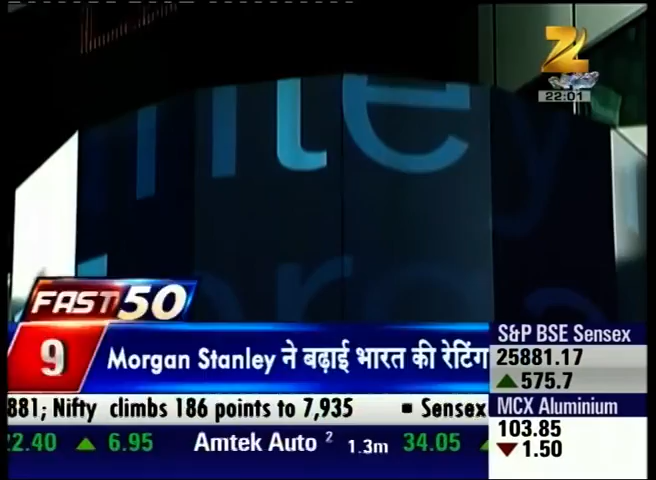 Z
22:01
nte
FAST 50
9
Morgan Stanley ने बढ़ाई भारत की रेटिंग
S&P BSE Sensex
25881.17
▲ 575.7
881; Nifty climbs 186 points to 7,935 ▪ Sensex
MCX Aluminium
103.85
▼ 1.50
2.40 ▲ 6.95 Amtek Auto 2 1.3m 34.05